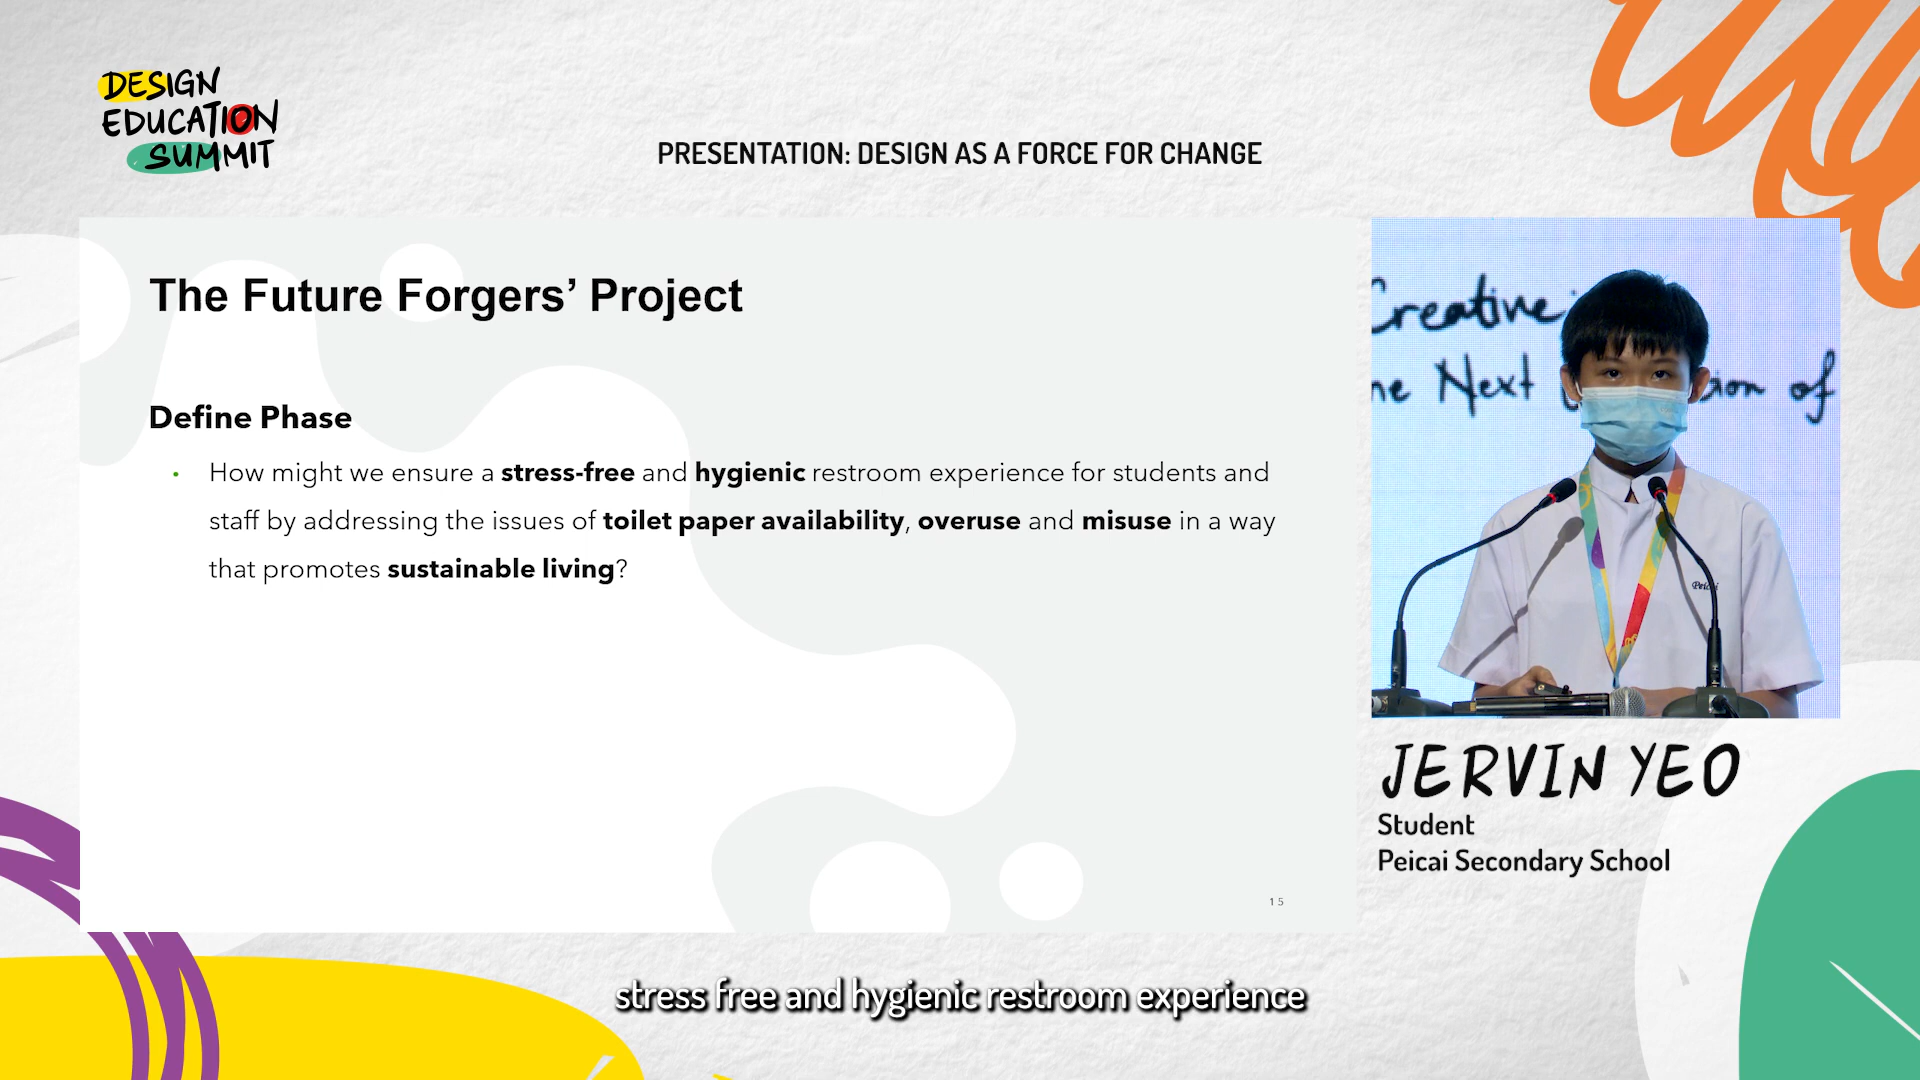 DESIGN
EDUCATION
SUMMIT
PRESENTATION: DESIGN AS A FORCE FOR CHANGE
The Future Forgers’ Project
Define Phase
• How might we ensure a stress-free and hygienic restroom experience for students and
staff by addressing the issues of toilet paper availability, overuse and misuse in a way
that promotes sustainable living?
15
Creative
Next
of
JERVIN YEO
Student
Peicai Secondary School
stress free and hygienic restroom experience